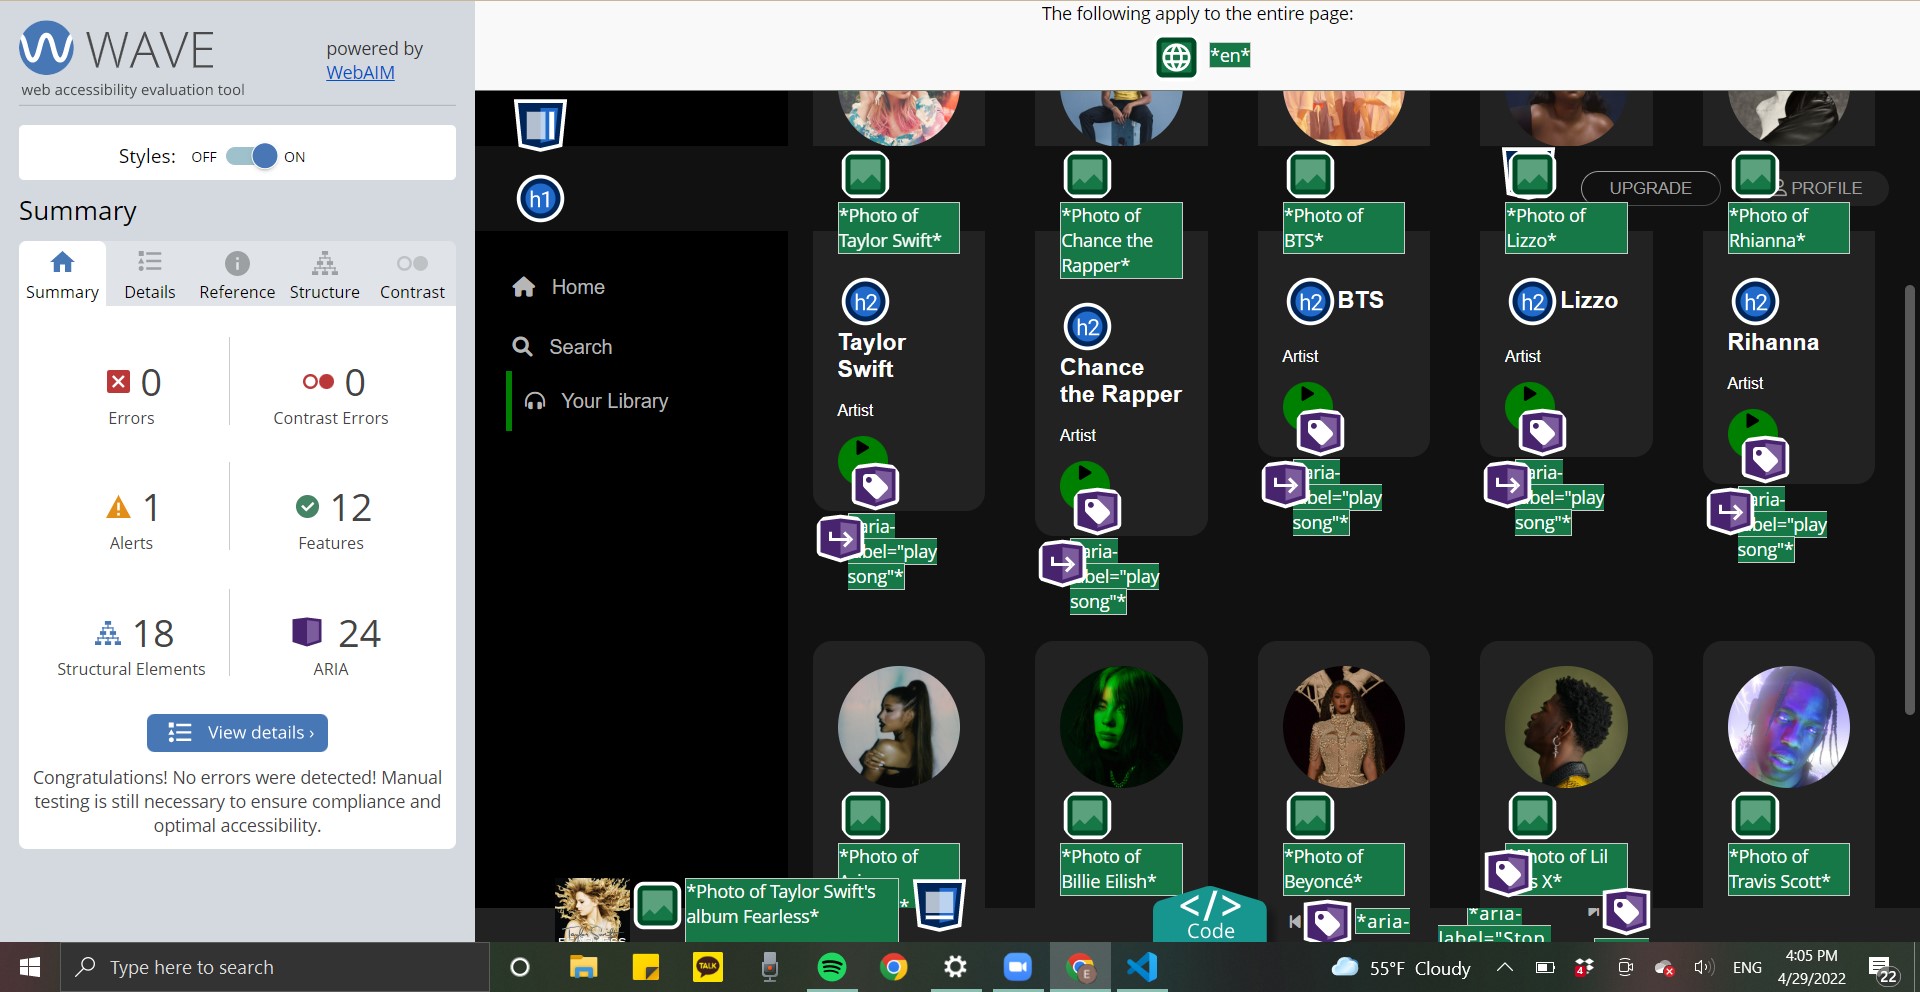 WAVE
powered by
WebAIM
web accessibility evaluation tool
Styles: OFF ON
Summary
Summary Details Reference Structure Contrast
0
Errors
0
Contrast Errors
1
Alerts
12
Features
18
Structural Elements
24
ARIA
View details ›
Congratulations! No errors were detected! Manual
testing is still necessary to ensure compliance and
optimal accessibility.
The following apply to the entire page:
*en*
h1
UPGRADE
PROFILE
Home
Search
Your Library
*Photo of
Taylor Swift*
h2
Taylor
Swift
Artist
aria-
bel="play
song"*
*Photo of
Chance the
Rapper*
h2
Chance
the Rapper
Artist
aria-
bel="play
song"*
*Photo of
BTS*
h2 BTS
Artist
aria-
bel="play
song"*
*Photo of
Lizzo*
h2 Lizzo
Artist
aria-
bel="play
song"*
*Photo of
Rhianna*
h2
Rihanna
Artist
aria-
bel="play
song"*
*Photo of
*Photo of
Billie Eilish*
*Photo of
Beyoncé*
hoto of Lil
s X*
*Photo of
Travis Scott*
*Photo of Taylor Swift's
album Fearless*
*
</>
Code
*aria-
*aria-
label="Stop
Type here to search
TALK
E
55°F Cloudy
4
ENG
4:05 PM
4/29/2022
22